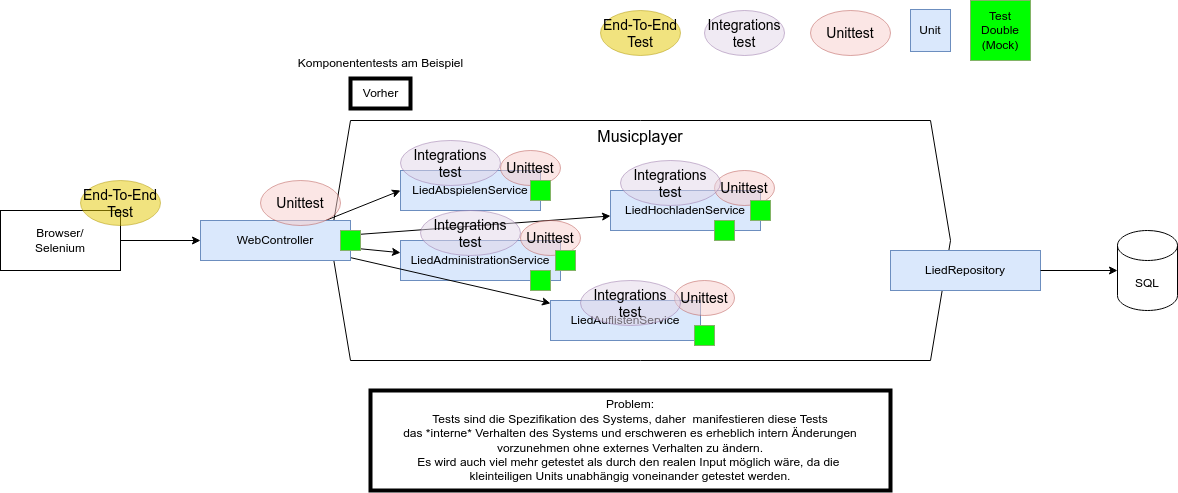 End-To-End
Test
Integrations
test
Unittest
Unit
Test
Double
(Mock)
Komponententests am Beispiel
Vorher
Musicplayer
Integrations
test
Unittest
LiedAbspielenService
Integrations
test
Unittest
LiedHochladenService
End-To-End
Test
Browser/
Selenium
Unittest
WebController
Integrations
test
Unittest
LiedAdministrationService
Integrations
test
Unittest
LiedAuflistenService
LiedRepository
SQL
Problem:
Tests sind die Spezifikation des Systems, daher  manifestieren diese Tests
das *interne* Verhalten des Systems und erschweren es erheblich intern Änderungen
vorzunehmen ohne externes Verhalten zu ändern.
Es wird auch viel mehr getestet als durch den realen Input möglich wäre, da die
kleinteiligen Units unabhängig voneinander getestet werden.